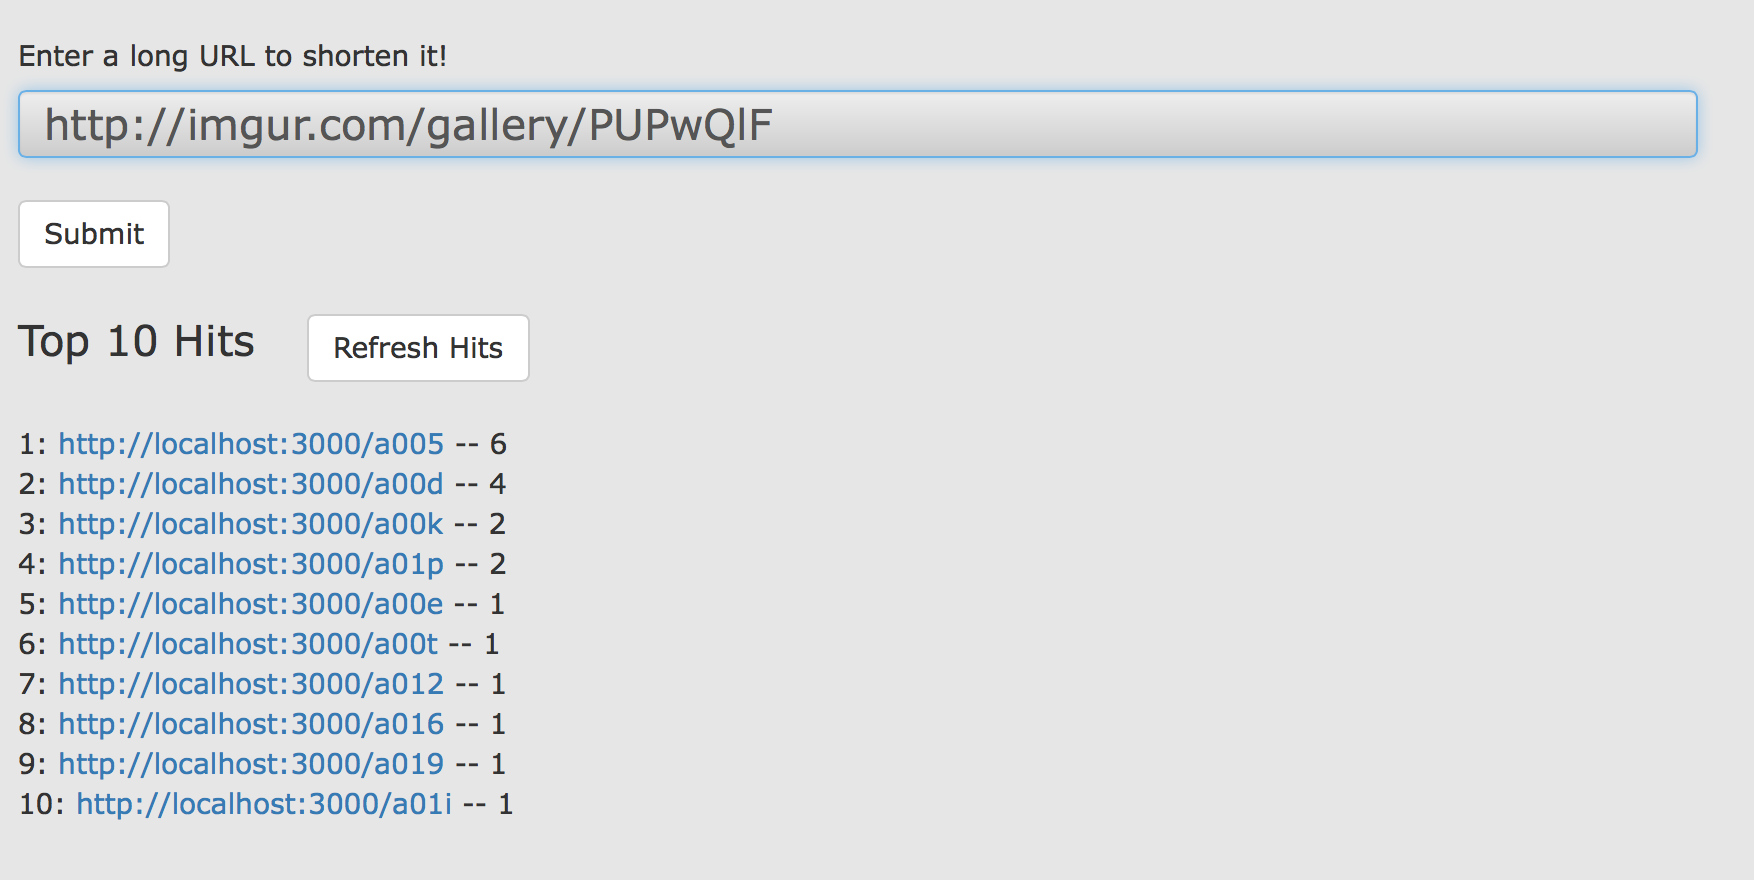 Enter a long URL to shorten it!
http://imgur.com/gallery/PUPwQlF
Submit
Top 10 Hits Refresh Hits
1: http://localhost:3000/a005 -- 6
2: http://localhost:3000/a00d -- 4
3: http://localhost:3000/a00k -- 2
4: http://localhost:3000/a01p -- 2
5: http://localhost:3000/a00e -- 1
6: http://localhost:3000/a00t -- 1
7: http://localhost:3000/a012 -- 1
8: http://localhost:3000/a016 -- 1
9: http://localhost:3000/a019 -- 1
10: http://localhost:3000/a01i -- 1